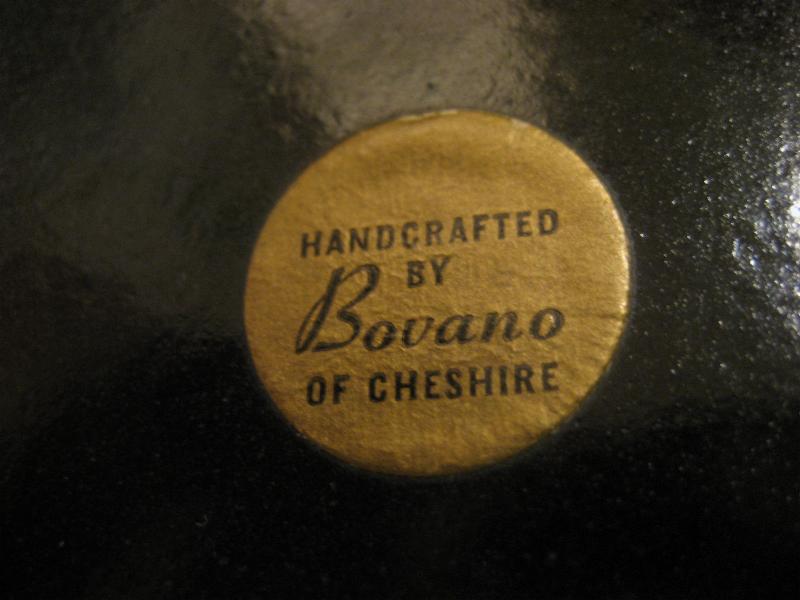 HANDCRAFTED
BY
Bovano
OF CHESHIRE